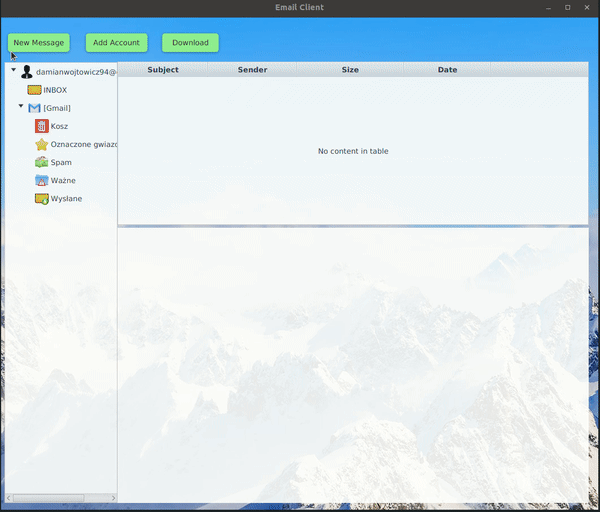 Email Client
New Message Add Account Download
Subject Sender Size Date
damianwojtowicz94@
INBOX
[Gmail]
Kosz
Oznaczone gwiazd
Spam
Ważne
Wysłane
No content in table